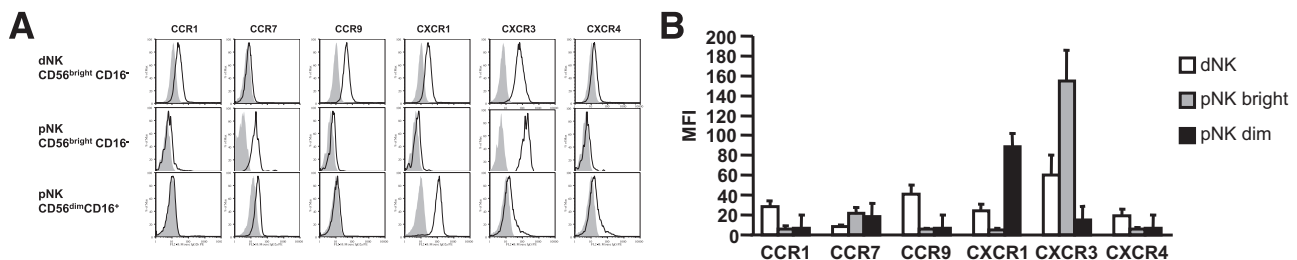 A
CCR1 CCR7 CCR9 CXCR1 CXCR3 CXCR4
dNK
CD56bright CD16-
pNK
CD56bright CD16-
pNK
CD56dimCD16+
B
200
180
160
140
120
100
80
60
40
20
0
MFI
CCR1 CCR7 CCR9 CXCR1 CXCR3 CXCR4
dNK
pNK bright
pNK dim